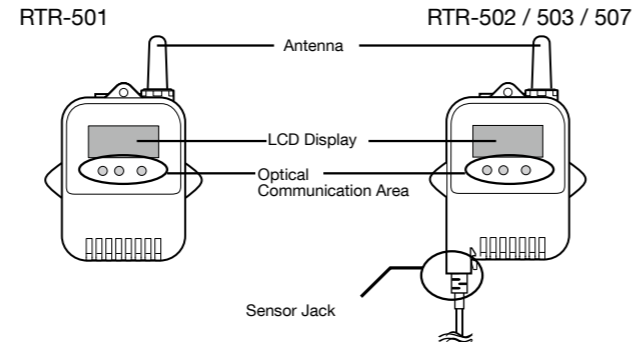 RTR-501
RTR-502 / 503 / 507
Antenna
LCD Display
Optical
Communication Area
Sensor Jack